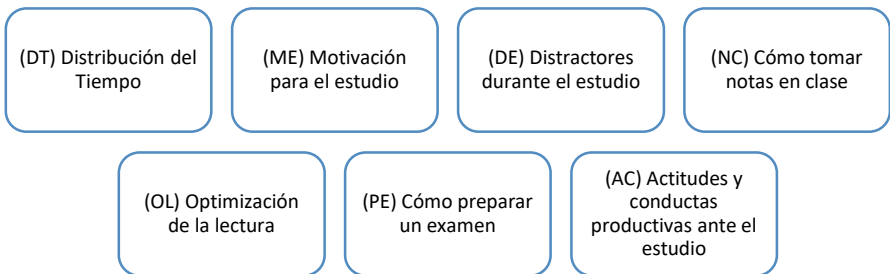 (DT) Distribución del
Tiempo
(ME) Motivación
para el estudio
(DE) Distractores
durante el estudio
(NC) Cómo tomar
notas en clase
(OL) Optimización
de la lectura
(PE) Cómo preparar
un examen
(AC) Actitudes y
conductas
productivas ante el
estudio